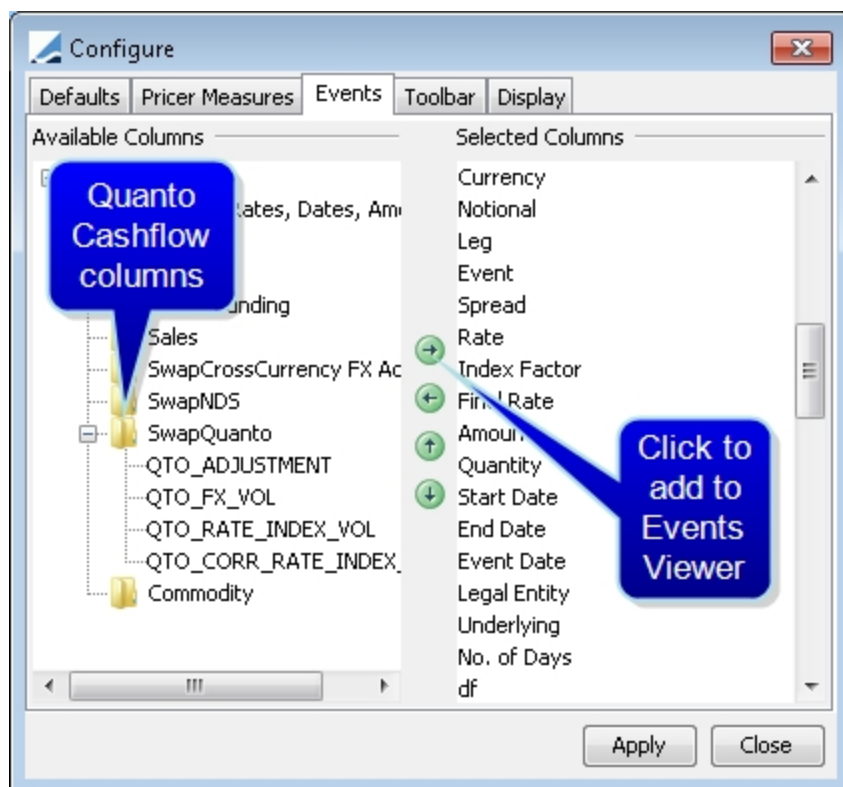 Configure
Defaults
Pricer Measures
Events
Toolbar
Display
Available Columns
Selected Columns
Quanto
Cashflow
columns
Rates, Dates, Am
Sales
SwapCrossCurrency FX Ac
SwapNDS
SwapQuanto
QTO_ADJUSTMENT
QTO_FX_VOL
QTO_RATE_INDEX_VOL
QTO_CORR_RATE_INDEX_
Commodity
Currency
Notional
Leg
Event
Spread
Rate
Index Factor
Final Rate
Amoun
Quantity
Start Date
End Date
Event Date
Legal Entity
Underlying
No. of Days
df
Click to
add to
Events
Viewer
Apply
Close